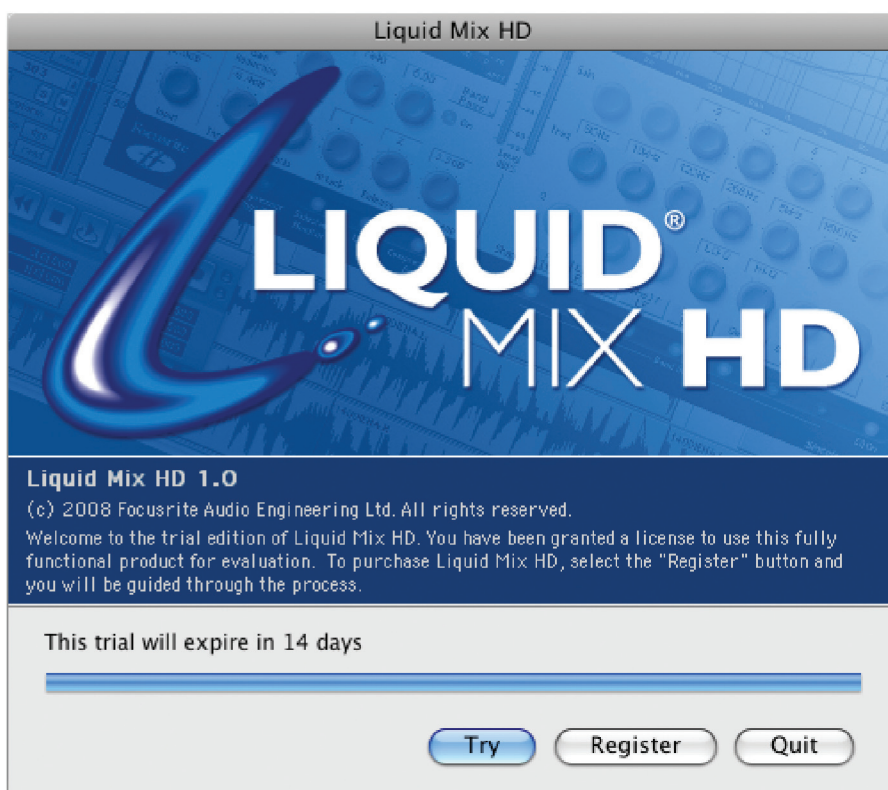 Liquid Mix HD
LIQUID®
MIX HD
Liquid Mix HD 1.0
(c) 2008 Focusrite Audio Engineering Ltd. All rights reserved.
Welcome to the trial edition of Liquid Mix HD. You have been granted a license to use this fully
functional product for evaluation. To purchase Liquid Mix HD, select the "Register" button and
you will be guided through the process.
This trial will expire in 14 days
Try Register Quit